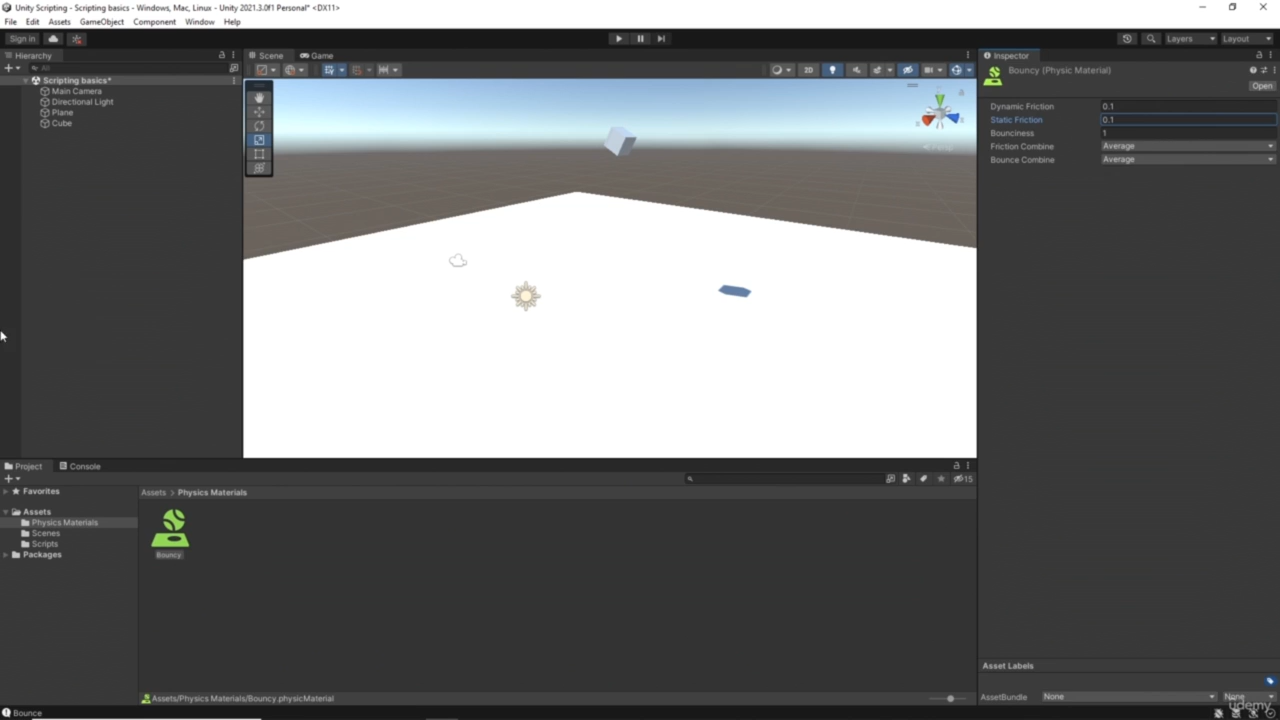 Scripting basics - Windows, Mac, Linux - Unity 2021.3.0f1 Personal* <DX11>
File Edit Assets GameObject Component Window Help
Sign in
Layers Layout
Hierarchy
All
Scripting basics*
Main Camera
Directional Light
Plane
Cube
Scene Game
2D
Persp
Inspector
Bouncy (Physic Material)
Open
Dynamic Friction 0.1
Static Friction 0.1
Bounciness 1
Friction Combine Average
Bounce Combine Average
Project Console
15
Favorites
Assets
Physics Materials
Scenes
Scripts
Packages
Assets > Physics Materials
Bouncy
Assets/Physics Materials/Bouncy.physicMaterial
Asset Labels
AssetBundle None None
Bounce
udemy